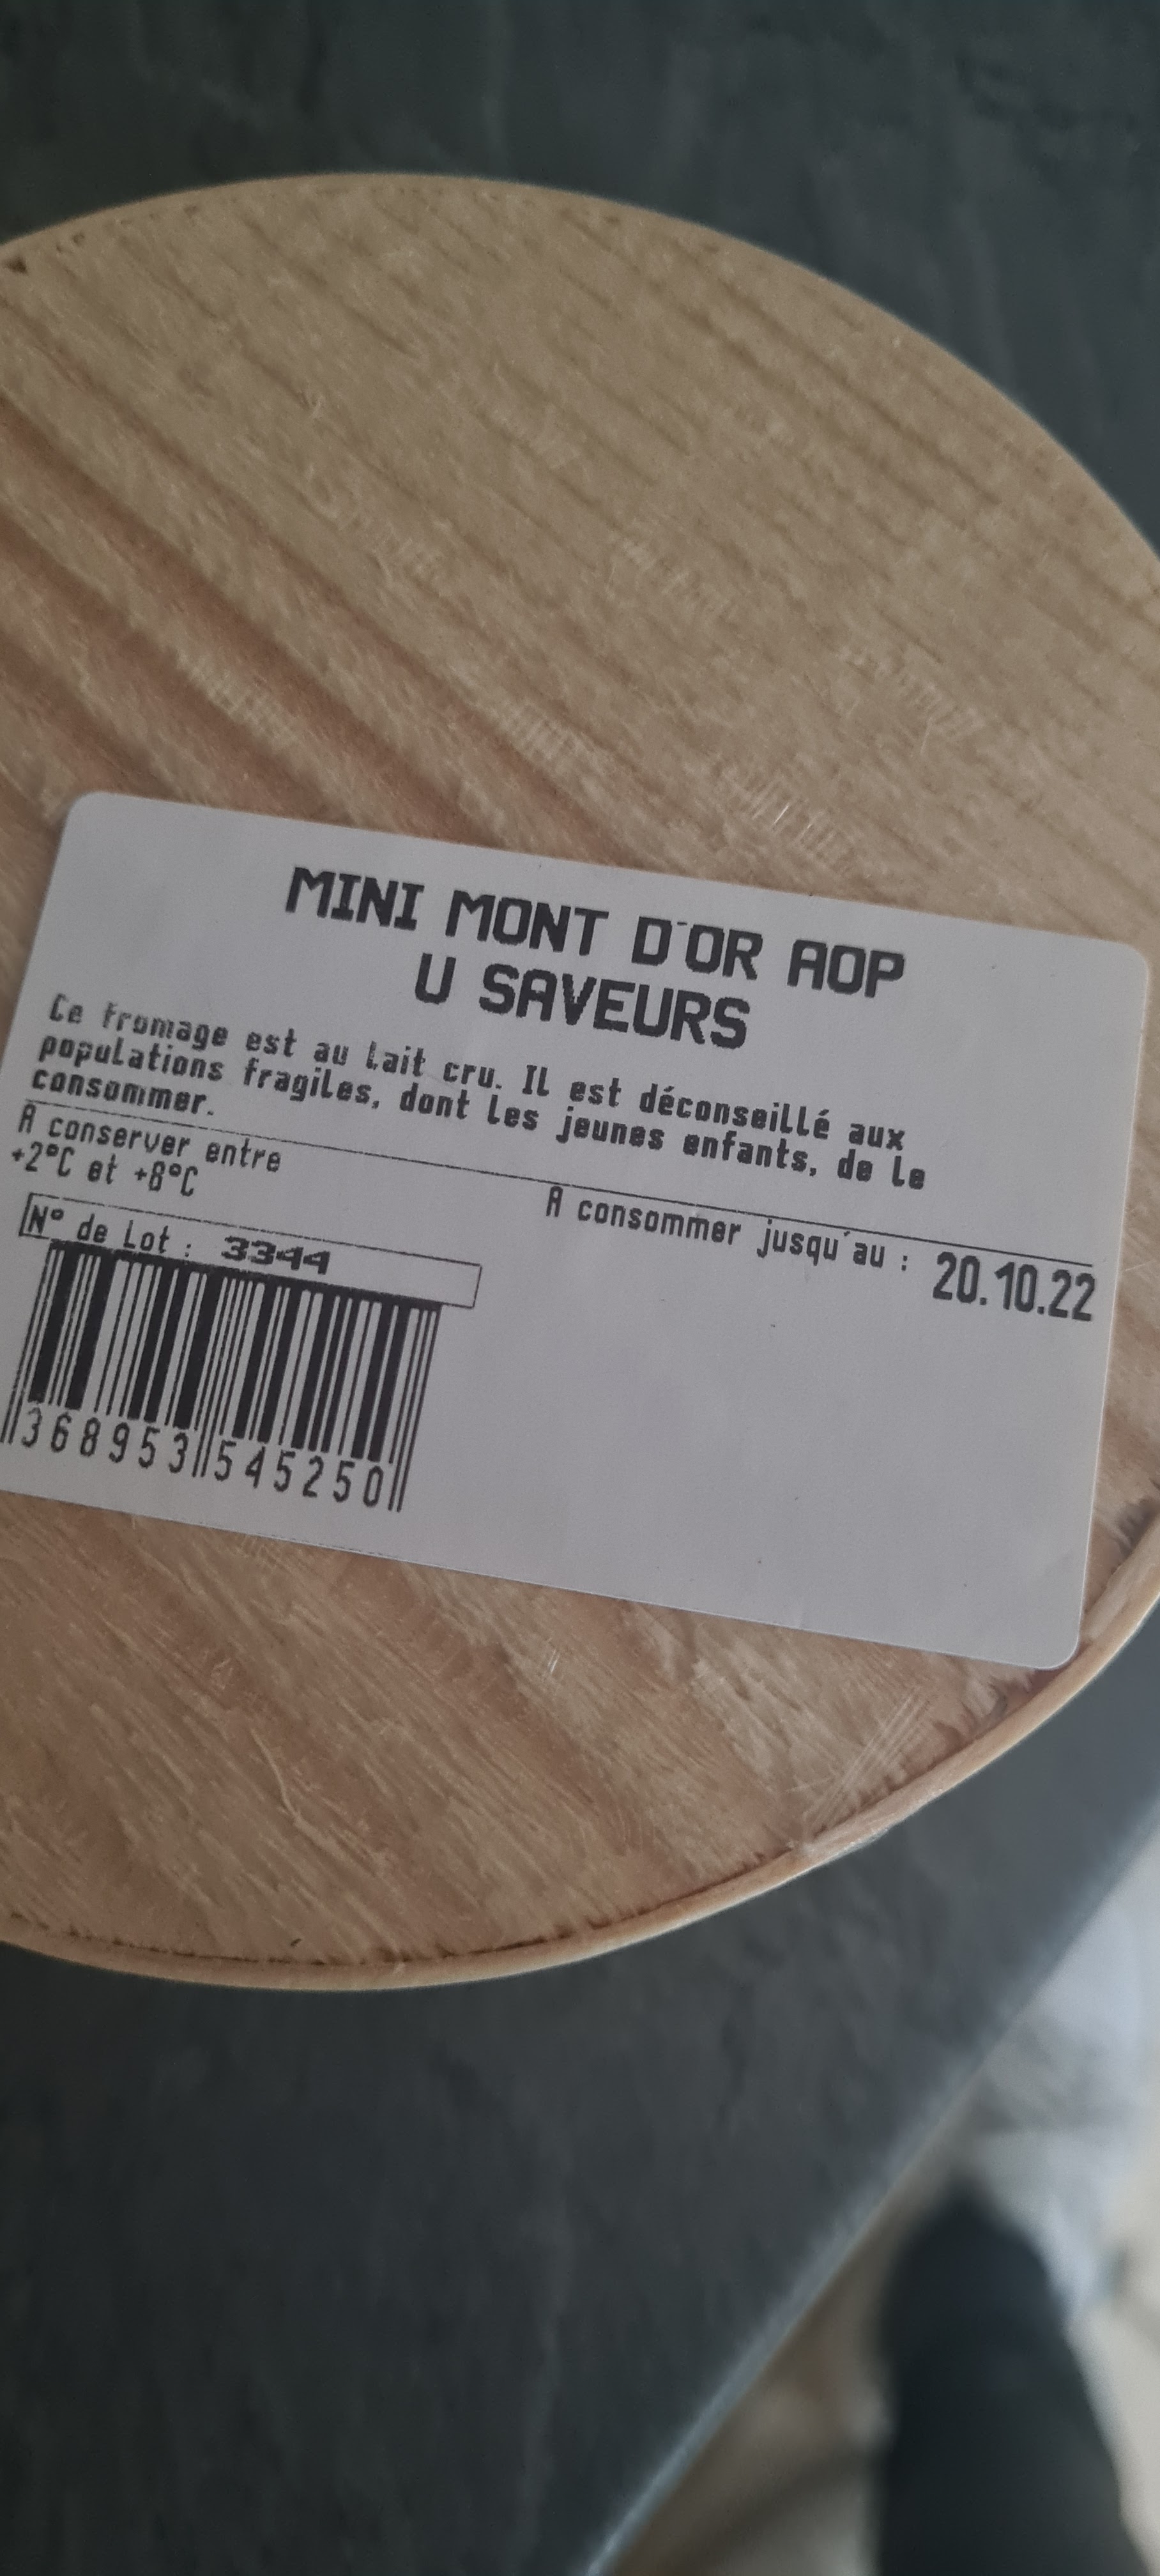 MINI MONT D'OR AOP
U SAVEURS
Ce fromage est au lait cru. Il est déconseillé aux
populations fragiles, dont les jeunes enfants, de le
consommer.
A conserver entre
+2°C et +8°C
A consommer jusqu'au : 20.10.22
N° de Lot : 3344
368953 545250